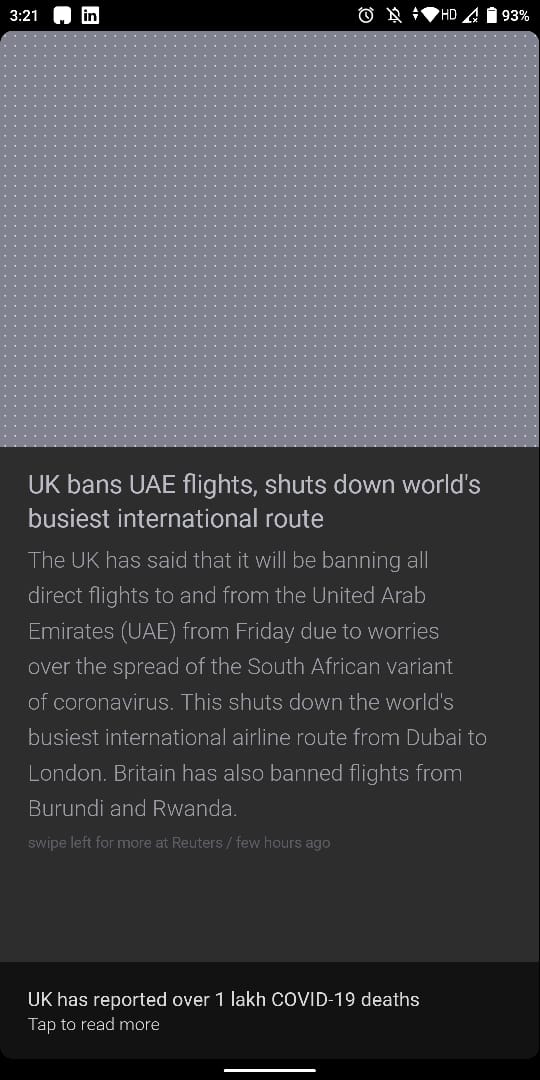 3:21 in HD 93%
UK bans UAE flights, shuts down world's
busiest international route
The UK has said that it will be banning all
direct flights to and from the United Arab
Emirates (UAE) from Friday due to worries
over the spread of the South African variant
of coronavirus. This shuts down the world's
busiest international airline route from Dubai to
London. Britain has also banned flights from
Burundi and Rwanda.
swipe left for more at Reuters / few hours ago
UK has reported over 1 lakh COVID-19 deaths
Tap to read more